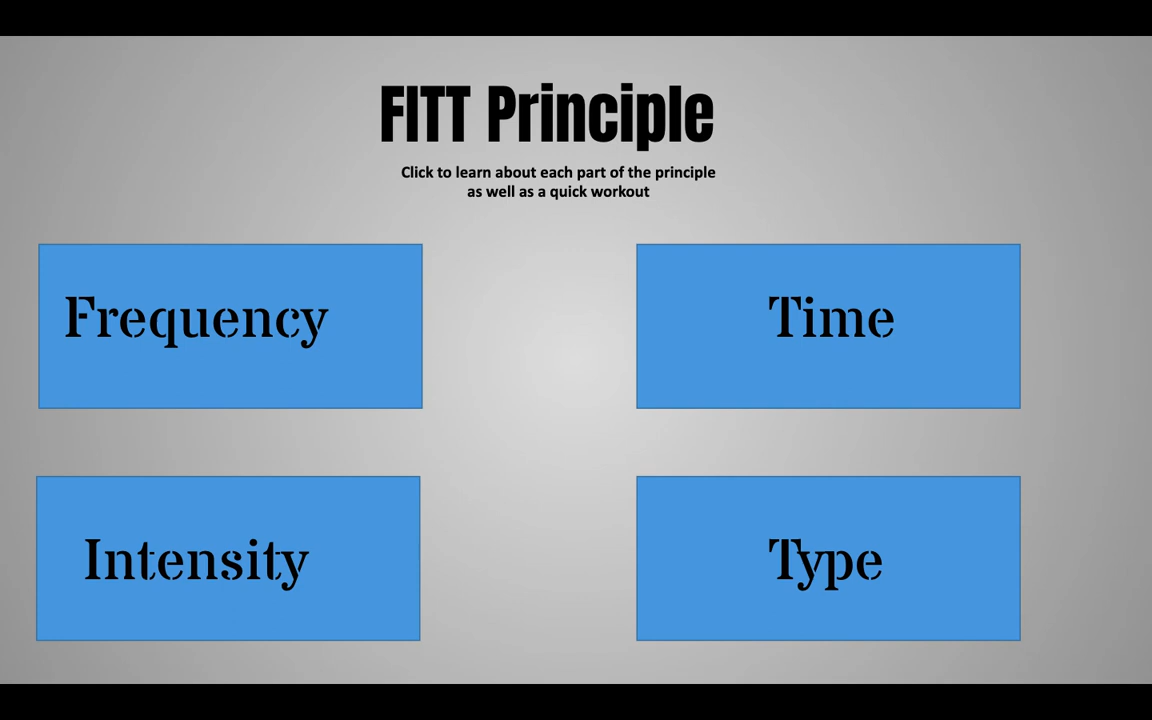 FITT Principle
Click to learn about each part of the principle
as well as a quick workout
Frequency
Time
Intensity
Type